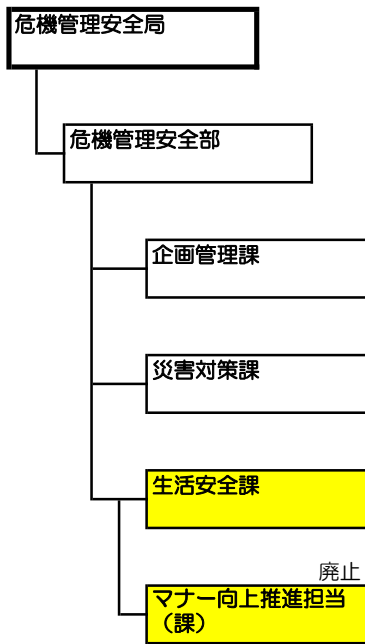 危機管理安全局
危機管理安全部
企画管理課
災害対策課
生活安全課
廃止
マナー向上推進担当
（課）